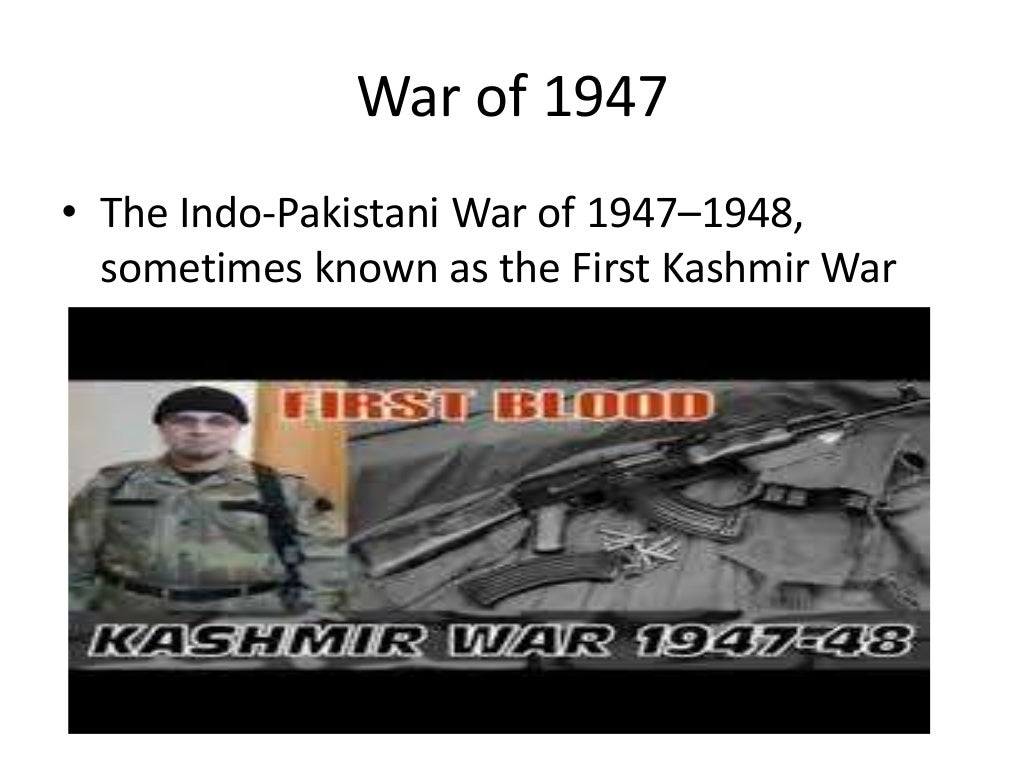 War of 1947
• The Indo-Pakistani War of 1947–1948,
sometimes known as the First Kashmir War
FIRST BLOOD
KASHMIR WAR 1947-48